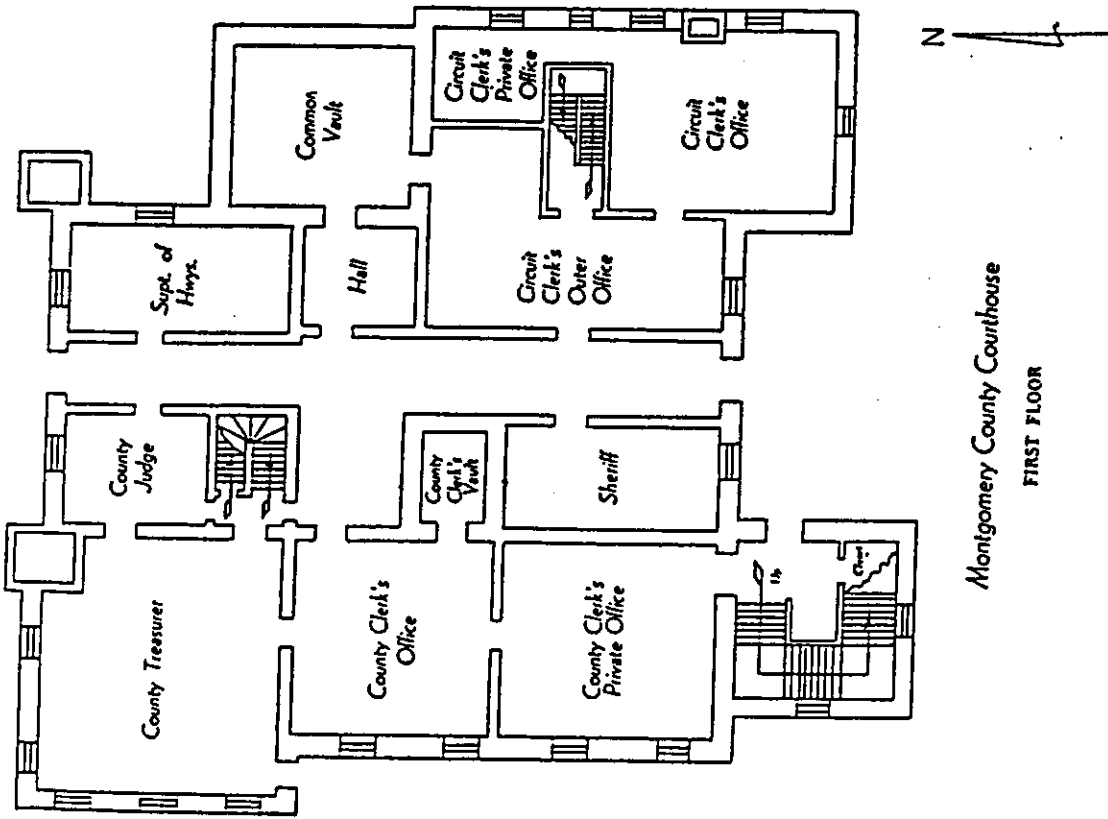 Supt. of
Hwys.
Common
Vault
Circuit
Clerk's
Private
Office
Hall
Circuit
Clerk's
Outer
Office
Circuit
Clerk's
Office
County
Judge
County
Clerk's
Vault
Sheriff
County Treasurer
County Clerk's
Office
County Clerk's
Private Office
Up
Closet
N
Montgomery County Courthouse
FIRST FLOOR